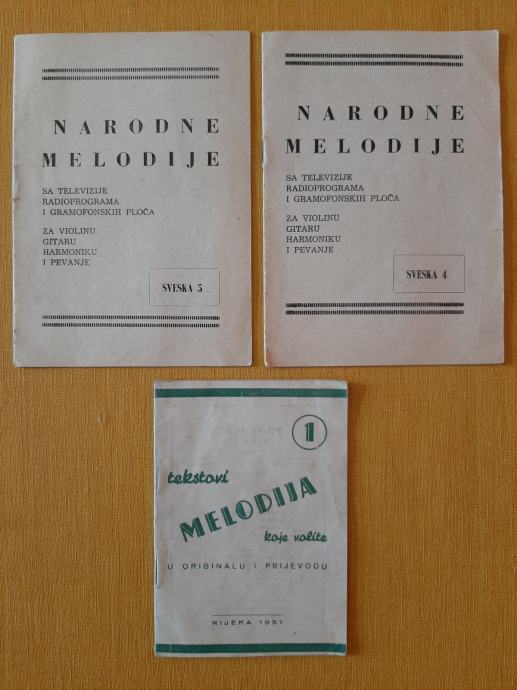 NARODNE
MELODIJE
SA TELEVIZIJE
RADIOPROGRAMA
I GRAMOFONSKIH PLOČA
ZA VIOLINU
GITARU
HARMONIKU
I PEVANJE
SVESKA 5
NARODNE
MELODIJE
SA TELEVIZIJE
RADIOPROGRAMA
I GRAMOFONSKIH PLOČA
ZA VIOLINU
GITARU
HARMONIKU
I PEVANJE
SVESKA 4
1
tekstovi
MELODIJA
koje volite
U ORIGINALU I PRIJEVODU
RIJEKA 1951